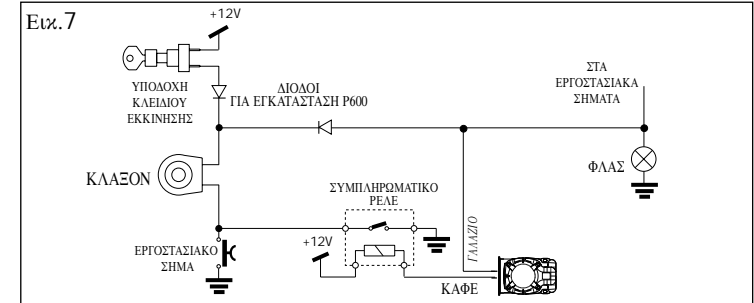 Εικ.7
+12V
ΥΠΟΔΟΧΗ
ΚΛΕΙΔΙΟΥ
ΕΚΚΙΝΗΣΗΣ
ΔΙΟΔΟΙ
ΓΙΑ ΕΓΚΑΤΑΣΤΑΣΗ P600
ΣΤΑ
ΕΡΓΟΣΤΑΣΙΑΚΑ
ΣΗΜΑΤΑ
ΦΛΑΣ
ΚΛΑΞΟΝ
ΣΥΜΠΛΗΡΩΜΑΤΙΚΟ
ΡΕΛΕ
ΕΡΓΟΣΤΑΣΙΑΚΟ
ΣΗΜΑ
+12V
ΓΑΛΑΖΙΟ
ΚΑΦΕ